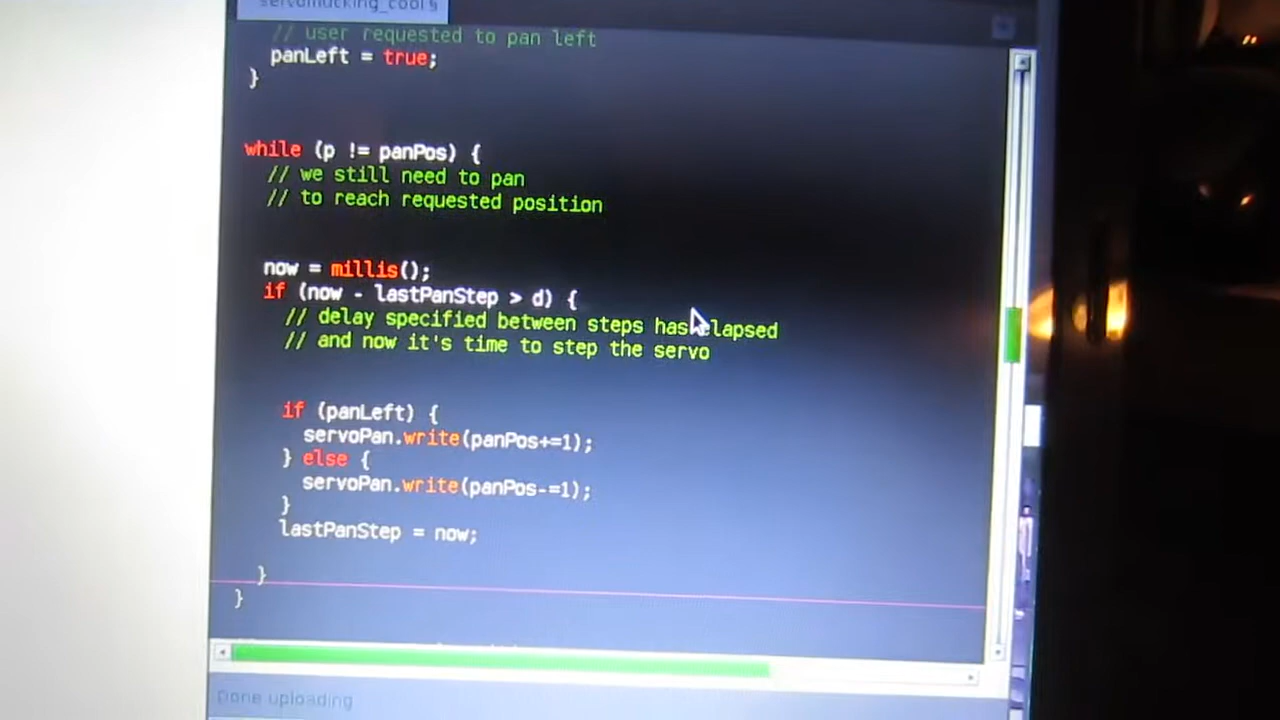 // user requested to pan left
panLeft = true;
}
while (p != panPos) {
// we still need to pan
// to reach requested position
now = millis();
if (now - lastPanStep > d) {
// delay specified between steps has elapsed
// and now it's time to step the servo
if (panLeft) {
servoPan.write(panPos+=1);
} else {
servoPan.write(panPos-=1);
}
lastPanStep = now;
}
}
Done uploading